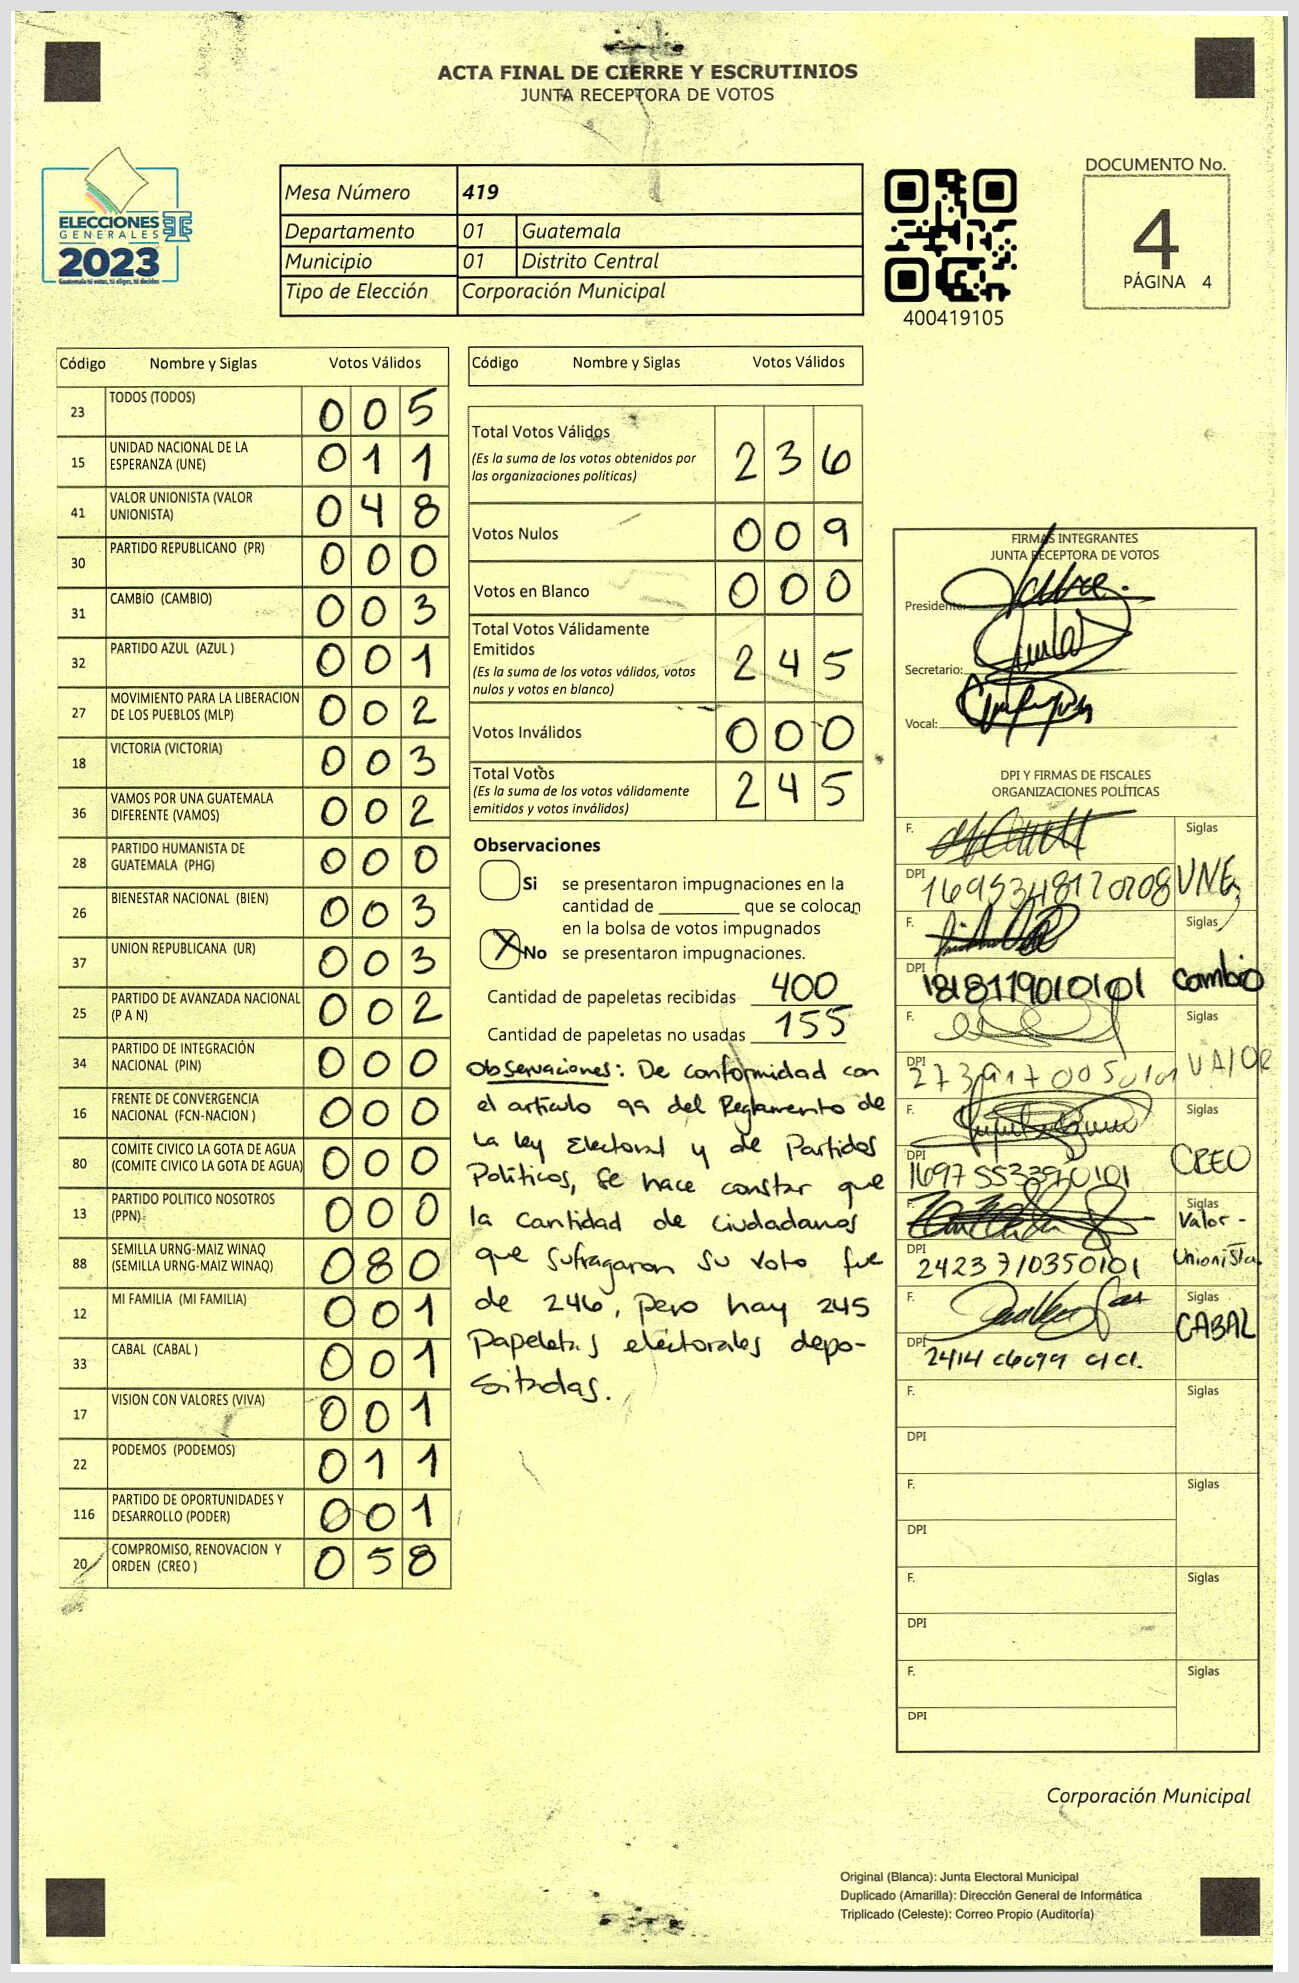 ACTA FINAL DE CIERRE Y ESCRUTINIOS
JUNTA RECEPTORA DE VOTOS
ELECCIONES
GENERALES
2023
Guatemala tú votas, tú eliges, tú decides
TSE
Mesa Número 419
Departamento 01 Guatemala
Municipio 01 Distrito Central
Tipo de Elección Corporación Municipal
400419105
DOCUMENTO No.
4
PÁGINA 4
Código Nombre y Siglas Votos Válidos
23 TODOS (TODOS) 0 0 5
15 UNIDAD NACIONAL DE LA
ESPERANZA (UNE) 0 1 1
41 VALOR UNIONISTA (VALOR
UNIONISTA) 0 4 8
30 PARTIDO REPUBLICANO (PR) 0 0 0
31 CAMBIO (CAMBIO) 0 0 3
32 PARTIDO AZUL (AZUL ) 0 0 1
27 MOVIMIENTO PARA LA LIBERACION
DE LOS PUEBLOS (MLP) 0 0 2
18 VICTORIA (VICTORIA) 0 0 3
36 VAMOS POR UNA GUATEMALA
DIFERENTE (VAMOS) 0 0 2
28 PARTIDO HUMANISTA DE
GUATEMALA (PHG) 0 0 0
26 BIENESTAR NACIONAL (BIEN) 0 0 3
37 UNION REPUBLICANA (UR) 0 0 3
25 PARTIDO DE AVANZADA NACIONAL
(P A N) 0 0 2
34 PARTIDO DE INTEGRACIÓN
NACIONAL (PIN) 0 0 0
16 FRENTE DE CONVERGENCIA
NACIONAL (FCN-NACION ) 0 0 0
80 COMITE CIVICO LA GOTA DE AGUA
(COMITE CIVICO LA GOTA DE AGUA) 0 0 0
13 PARTIDO POLITICO NOSOTROS
(PPN) 0 0 0
88 SEMILLA URNG-MAIZ WINAQ
(SEMILLA URNG-MAIZ WINAQ) 0 8 0
12 MI FAMILIA (MI FAMILIA) 0 0 1
33 CABAL (CABAL ) 0 0 1
17 VISION CON VALORES (VIVA) 0 0 1
22 PODEMOS (PODEMOS) 0 1 1
116 PARTIDO DE OPORTUNIDADES Y
DESARROLLO (PODER) 0 0 1
20 COMPROMISO, RENOVACION Y
ORDEN (CREO ) 0 5 8
Código Nombre y Siglas Votos Válidos
Total Votos Válidos 2 3 6
(Es la suma de los votos obtenidos por
las organizaciones políticas)
Votos Nulos 0 0 9
Votos en Blanco 0 0 0
Total Votos Válidamente
Emitidos 2 4 5
(Es la suma de los votos válidos, votos
nulos y votos en blanco)
Votos Inválidos 0 0 0
Total Votos 2 4 5
(Es la suma de los votos válidamente
emitidos y votos inválidos)
Observaciones
Si se presentaron impugnaciones en la
cantidad de ________ que se colocan
en la bolsa de votos impugnados
X No se presentaron impugnaciones.
Cantidad de papeletas recibidas 400
Cantidad de papeletas no usadas 155
Observaciones: De conformidad con
el artículo 99 del Reglamento de
La ley Electoral y de Partidos
Políticos, se hace constar que
la cantidad de ciudadanos
que sufragaron su voto fue
de 246, pero hay 245
Papeletas electorales depo-
sitadas.
FIRMAS INTEGRANTES
JUNTA RECEPTORA DE VOTOS
Presidente:
Secretario:
Vocal:
DPI Y FIRMAS DE FISCALES
ORGANIZACIONES POLÍTICAS
F. Siglas
DPI UNE
F. Siglas
DPI Cambio
F. Siglas
DPI VALOR
F. Siglas
DPI 1697 553390101 CREO
F. Siglas
Valor -
DPI 2423 710350101 Unionista
F. Siglas
CABAL
DPI
F. Siglas
DPI
F. Siglas
DPI
F. Siglas
DPI
F. Siglas
DPI
Corporación Municipal
Original (Blanca): Junta Electoral Municipal
Duplicado (Amarilla): Dirección General de Informática
Triplicado (Celeste): Correo Propio (Auditoría)